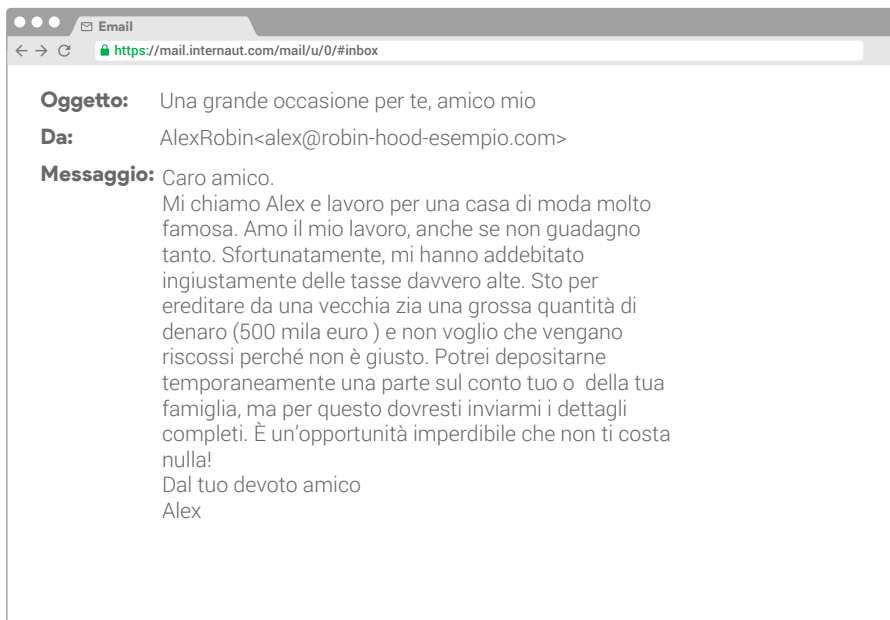 Email
https://mail.internaut.com/mail/u/0/#inbox
Oggetto: Una grande occasione per te, amico mio
Da: AlexRobin<alex@robin-hood-esempio.com>
Messaggio: Caro amico.
Mi chiamo Alex e lavoro per una casa di moda molto
famosa. Amo il mio lavoro, anche se non guadagno
tanto. Sfortunatamente, mi hanno addebitato
ingiustamente delle tasse davvero alte. Sto per
ereditare da una vecchia zia una grossa quantità di
denaro (500 mila euro ) e non voglio che vengano
riscossi perché non è giusto. Potrei depositarne
temporaneamente una parte sul conto tuo o  della tua
famiglia, ma per questo dovresti inviarmi i dettagli
completi. È un’opportunità imperdibile che non ti costa
nulla!
Dal tuo devoto amico
Alex